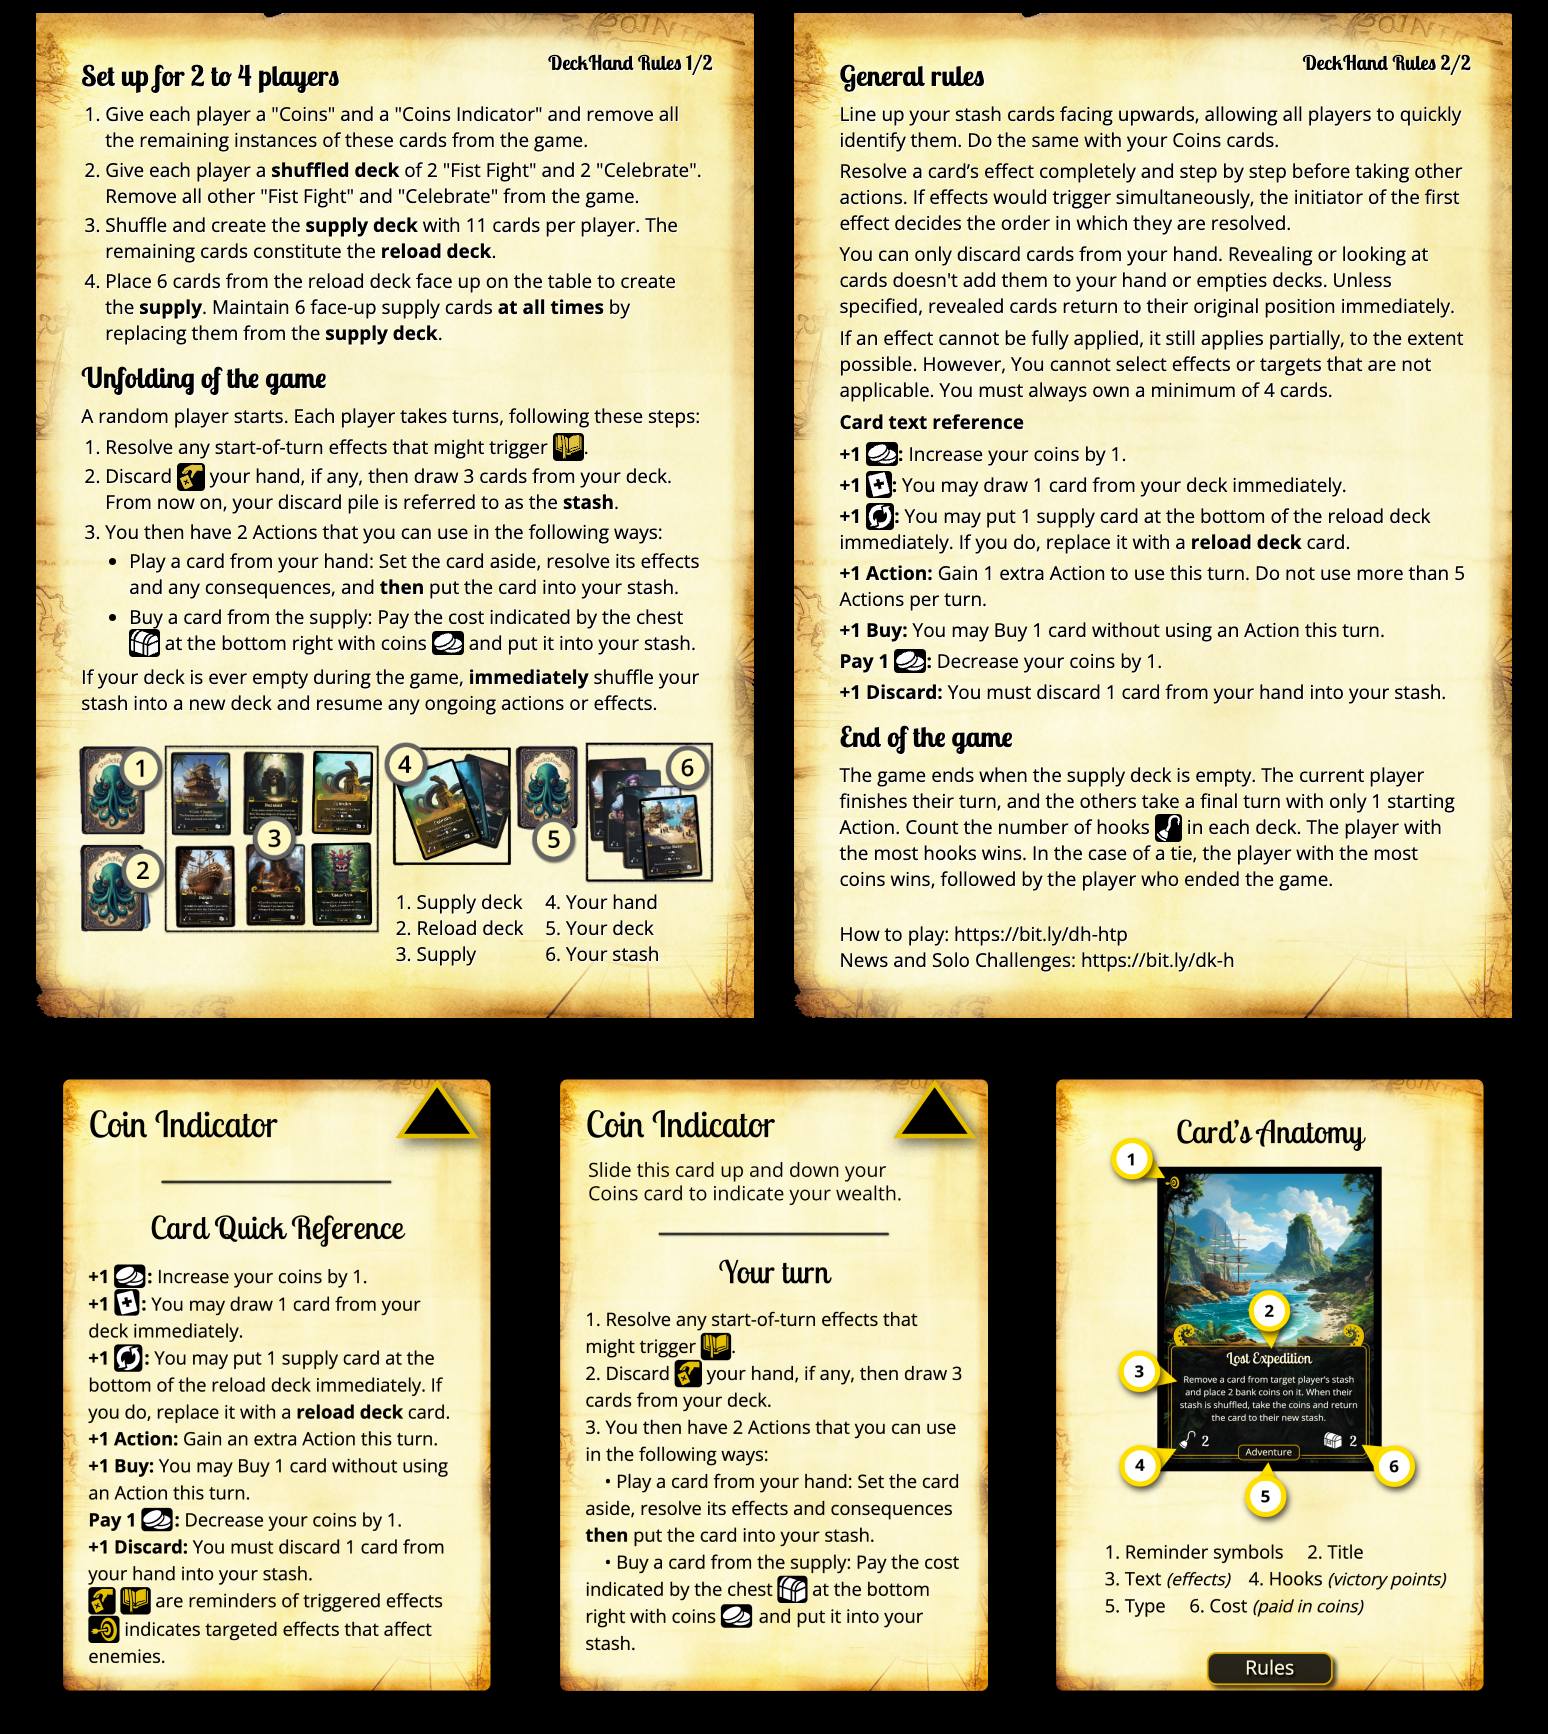 DeckHand Rules 1/2
Set up for 2 to 4 players
1. Give each player a "Coins" and a "Coins Indicator" and remove all
the remaining instances of these cards from the game.
2. Give each player a shuffled deck of 2 "Fist Fight" and 2 "Celebrate".
Remove all other "Fist Fight" and "Celebrate" from the game.
3. Shuffle and create the supply deck with 11 cards per player. The
remaining cards constitute the reload deck.
4. Place 6 cards from the reload deck face up on the table to create
the supply. Maintain 6 face-up supply cards at all times by
replacing them from the supply deck.
Unfolding of the game
A random player starts. Each player takes turns, following these steps:
1. Resolve any start-of-turn effects that might trigger .
2. Discard your hand, if any, then draw 3 cards from your deck.
From now on, your discard pile is referred to as the stash.
3. You then have 2 Actions that you can use in the following ways:
• Play a card from your hand: Set the card aside, resolve its effects
and any consequences, and then put the card into your stash.
• Buy a card from the supply: Pay the cost indicated by the chest
at the bottom right with coins and put it into your stash.
If your deck is ever empty during the game, immediately shuffle your
stash into a new deck and resume any ongoing actions or effects.
1
2
3
4
5
6
1. Supply deck 4. Your hand
2. Reload deck 5. Your deck
3. Supply 6. Your stash
DeckHand Rules 2/2
General rules
Line up your stash cards facing upwards, allowing all players to quickly
identify them. Do the same with your Coins cards.
Resolve a card's effect completely and step by step before taking other
actions. If effects would trigger simultaneously, the initiator of the first
effect decides the order in which they are resolved.
You can only discard cards from your hand. Revealing or looking at
cards doesn't add them to your hand or empties decks. Unless
specified, revealed cards return to their original position immediately.
If an effect cannot be fully applied, it still applies partially, to the extent
possible. However, You cannot select effects or targets that are not
applicable. You must always own a minimum of 4 cards.
Card text reference
+1 : Increase your coins by 1.
+1 : You may draw 1 card from your deck immediately.
+1 : You may put 1 supply card at the bottom of the reload deck
immediately. If you do, replace it with a reload deck card.
+1 Action: Gain 1 extra Action to use this turn. Do not use more than 5
Actions per turn.
+1 Buy: You may Buy 1 card without using an Action this turn.
Pay 1 : Decrease your coins by 1.
+1 Discard: You must discard 1 card from your hand into your stash.
End of the game
The game ends when the supply deck is empty. The current player
finishes their turn, and the others take a final turn with only 1 starting
Action. Count the number of hooks in each deck. The player with
the most hooks wins. In the case of a tie, the player with the most
coins wins, followed by the player who ended the game.
How to play: https://bit.ly/dh-htp
News and Solo Challenges: https://bit.ly/dk-h
Coin Indicator
Card Quick Reference
+1 : Increase your coins by 1.
+1 : You may draw 1 card from your
deck immediately.
+1 : You may put 1 supply card at the
bottom of the reload deck immediately. If
you do, replace it with a reload deck card.
+1 Action: Gain an extra Action this turn.
+1 Buy: You may Buy 1 card without using
an Action this turn.
Pay 1 : Decrease your coins by 1.
+1 Discard: You must discard 1 card from
your hand into your stash.
are reminders of triggered effects
indicates targeted effects that affect
enemies.
Coin Indicator
Slide this card up and down your
Coins card to indicate your wealth.
Your turn
1. Resolve any start-of-turn effects that
might trigger .
2. Discard your hand, if any, then draw 3
cards from your deck.
3. You then have 2 Actions that you can use
in the following ways:
• Play a card from your hand: Set the card
aside, resolve its effects and consequences
then put the card into your stash.
• Buy a card from the supply: Pay the cost
indicated by the chest at the bottom
right with coins and put it into your
stash.
Card's Anatomy
1
2
Lost Expedition
3
Remove a card from target player's stash
and place 2 bank coins on it. When their
stash is shuffled, take the coins and return
the card to their new stash.
2
2
Adventure
4
6
5
1. Reminder symbols 2. Title
3. Text (effects) 4. Hooks (victory points)
5. Type 6. Cost (paid in coins)
Rules